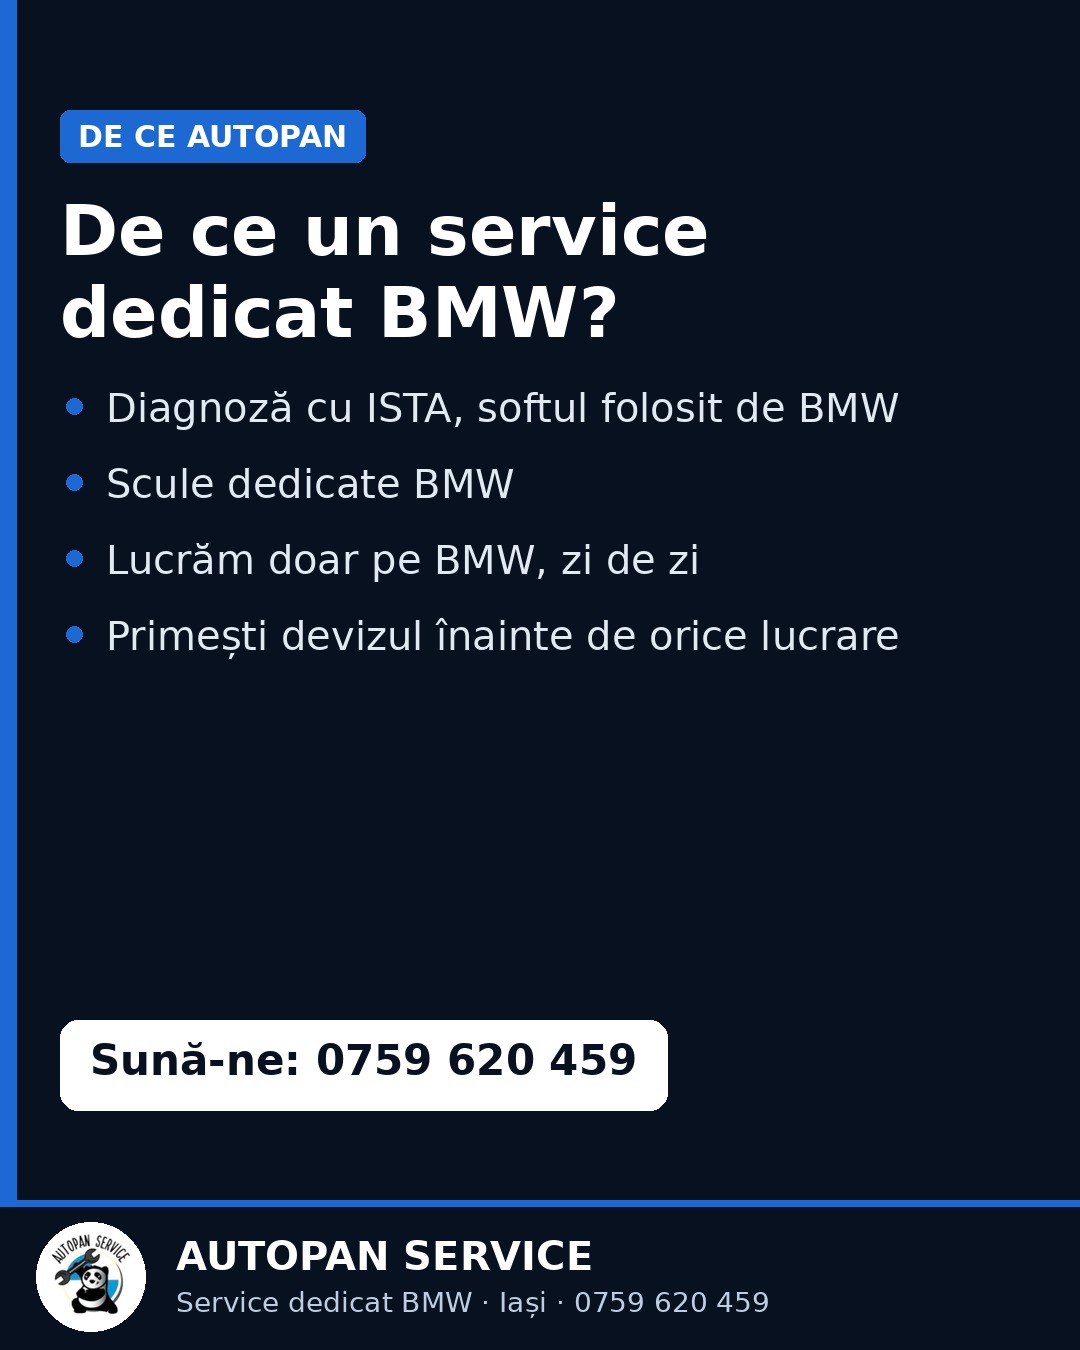 DE CE AUTOPAN
De ce un service
dedicat BMW?
Diagnoză cu ISTA, softul folosit de BMW
Scule dedicate BMW
Lucrăm doar pe BMW, zi de zi
Primești devizul înainte de orice lucrare
Sună-ne: 0759 620 459
AUTOPAN SERVICE
AUTOPAN SERVICE
Service dedicat BMW · Iași · 0759 620 459